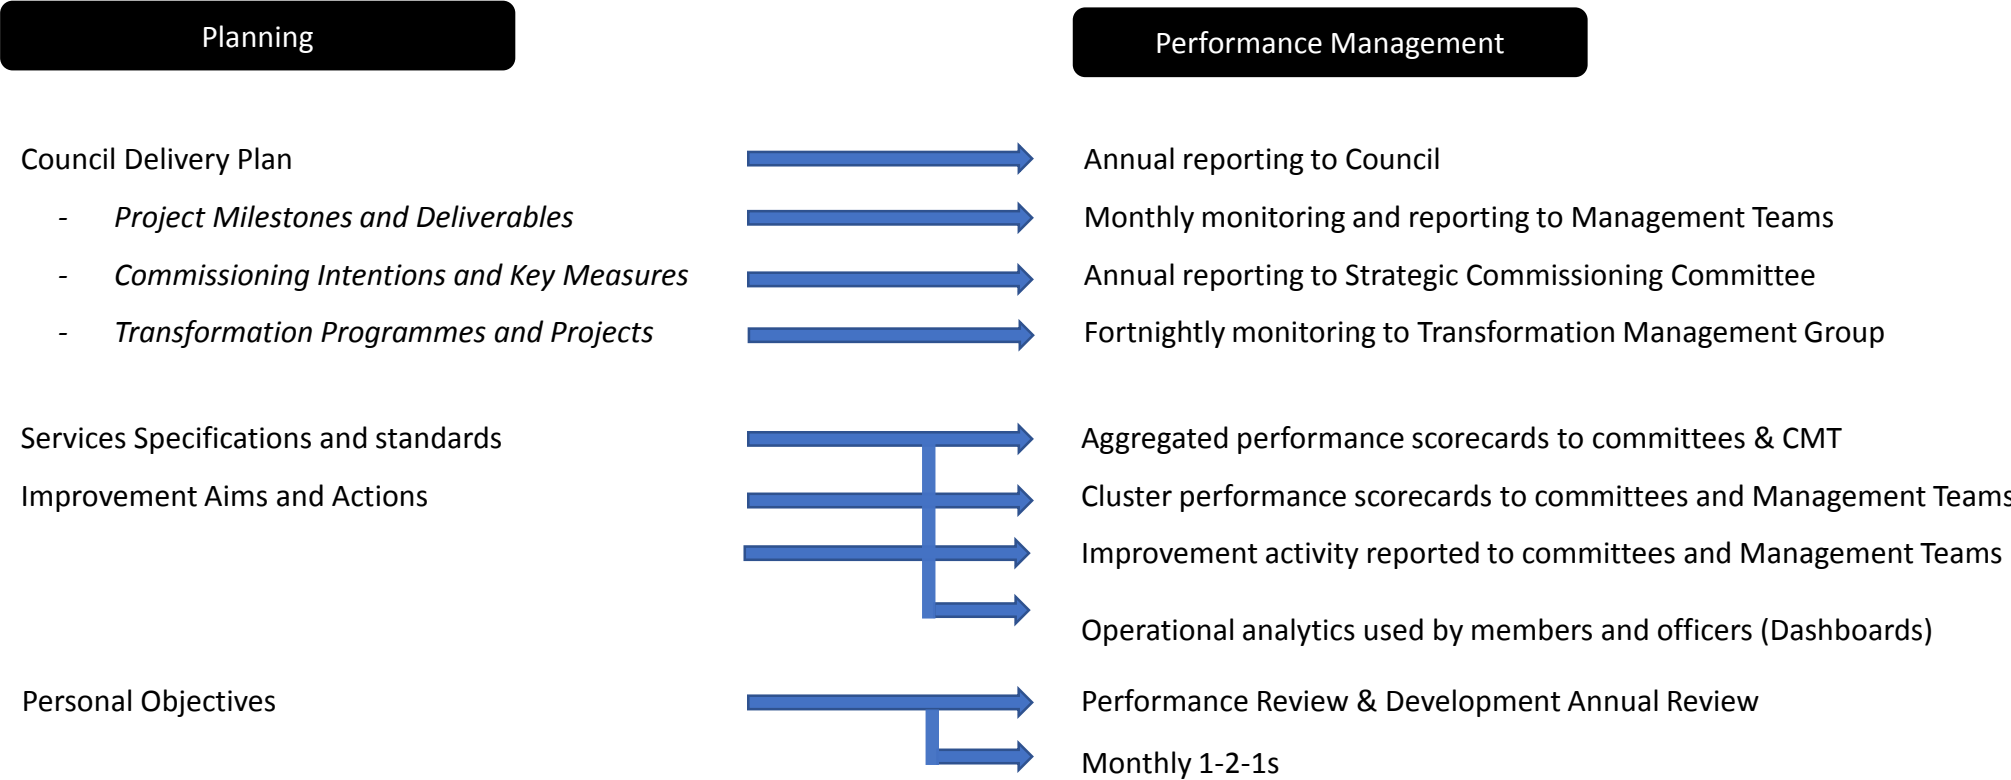 Planning
Performance Management
Council Delivery Plan
Annual reporting to Council
- Project Milestones and Deliverables
Monthly monitoring and reporting to Management Teams
- Commissioning Intentions and Key Measures
Annual reporting to Strategic Commissioning Committee
- Transformation Programmes and Projects
Fortnightly monitoring to Transformation Management Group
Services Specifications and standards
Aggregated performance scorecards to committees & CMT
Improvement Aims and Actions
Cluster performance scorecards to committees and Management Teams
Improvement activity reported to committees and Management Teams
Operational analytics used by members and officers (Dashboards)
Personal Objectives
Performance Review & Development Annual Review
Monthly 1-2-1s